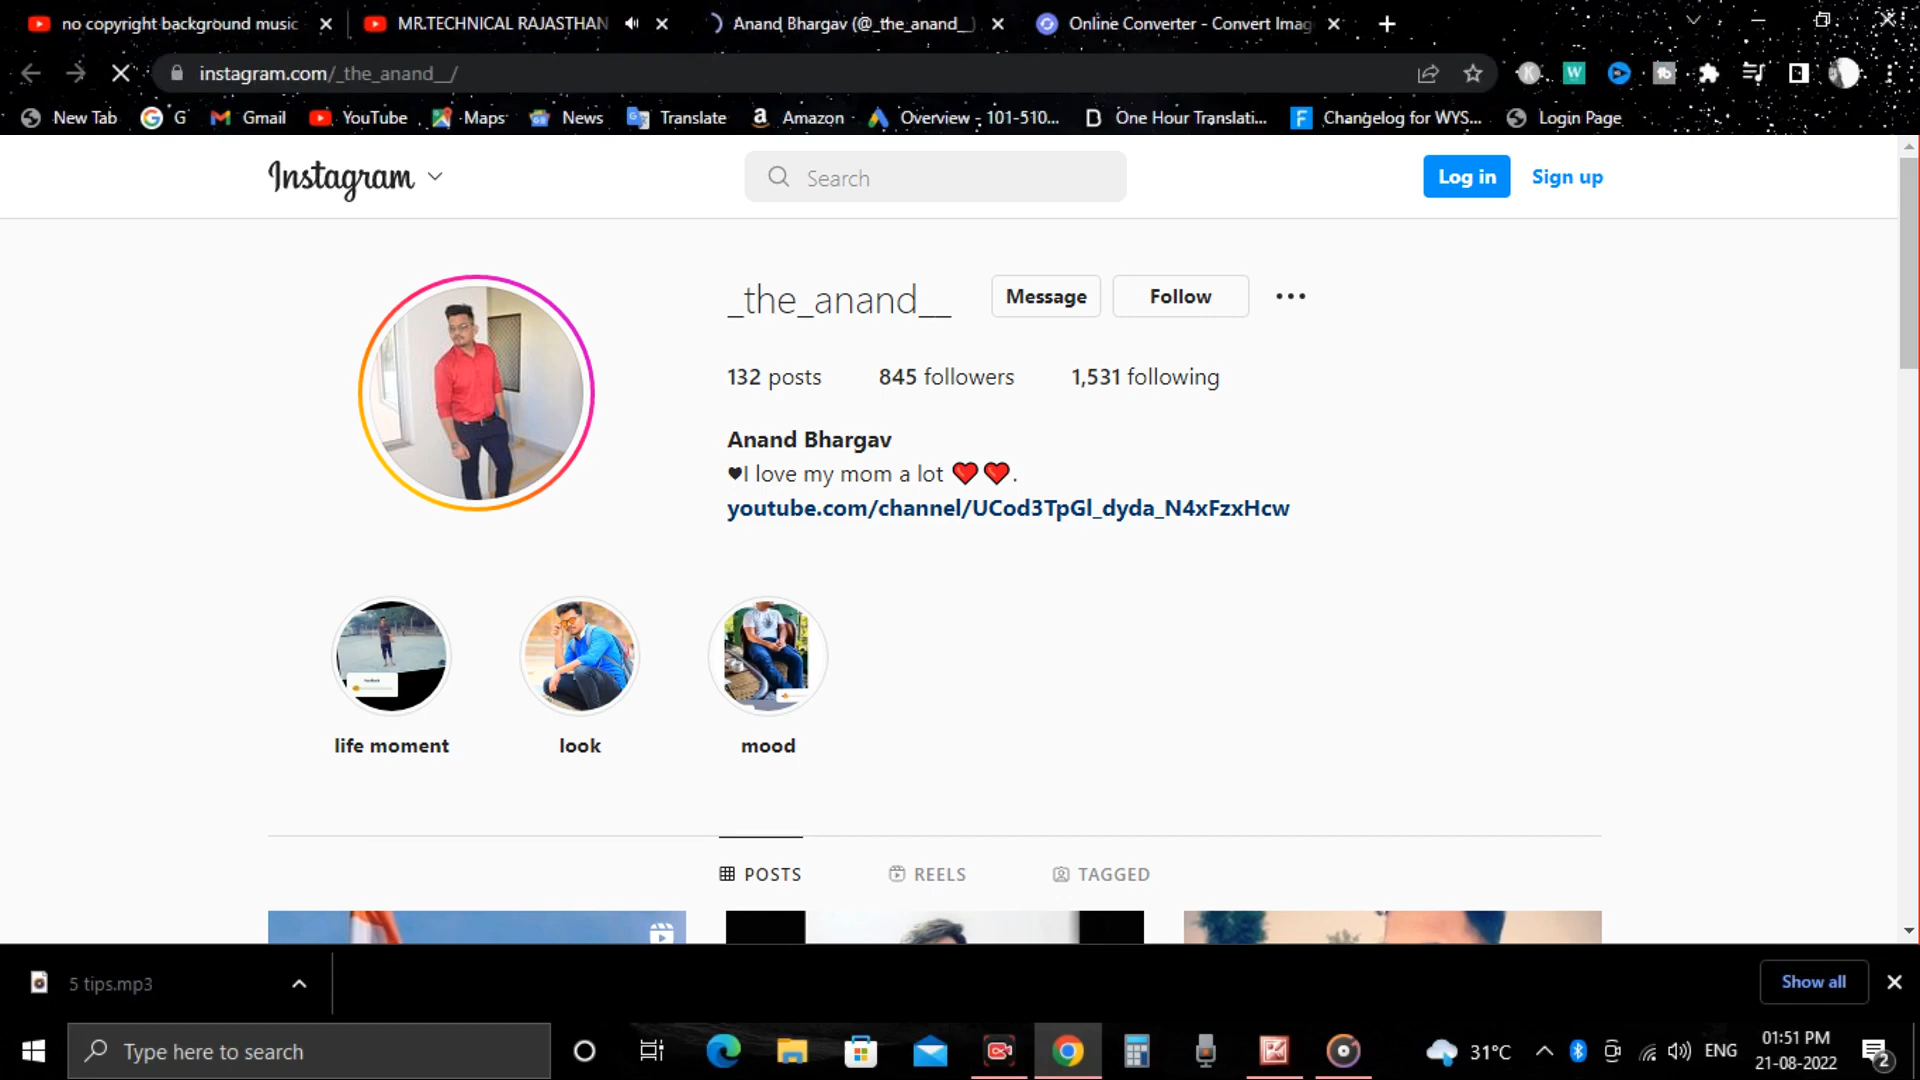 no copyright background music
MR.TECHNICAL RAJASTHAN
Anand Bhargav (@_the_anand__)
Online Converter - Convert Imag
instagram.com/_the_anand__/
New Tab
G
Gmail
YouTube
Maps
News
Translate
Amazon
Overview - 101-510...
One Hour Translati...
Changelog for WYS...
Login Page
Instagram
Search
Log in
Sign up
_the_anand__
Message
Follow
132 posts
845 followers
1,531 following
Anand Bhargav
🖤I love my mom a lot ❤️❤️.
youtube.com/channel/UCod3TpGl_dyda_N4xFzxHcw
life moment
look
mood
POSTS
REELS
TAGGED
5 tips.mp3
Show all
Type here to search
31°C
ENG
01:51 PM
21-08-2022
2